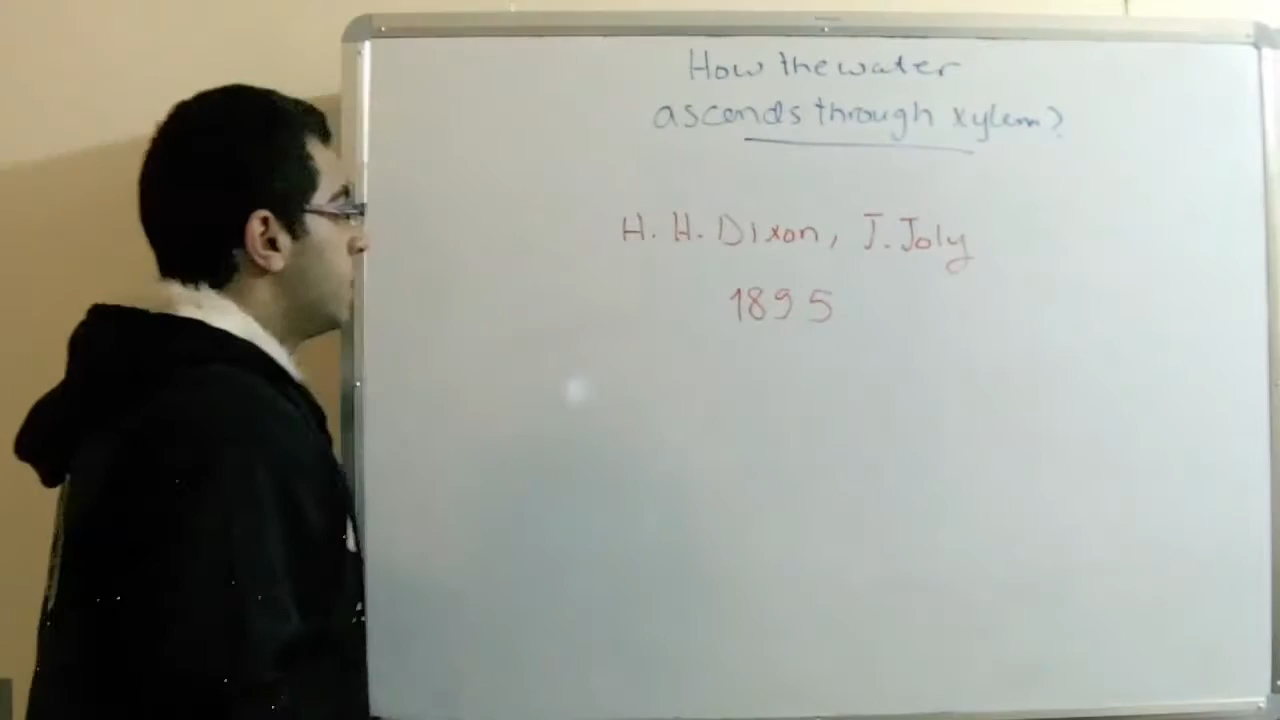 How the water
ascends through xylem?
H. H. Dixon, J. Joly
1895